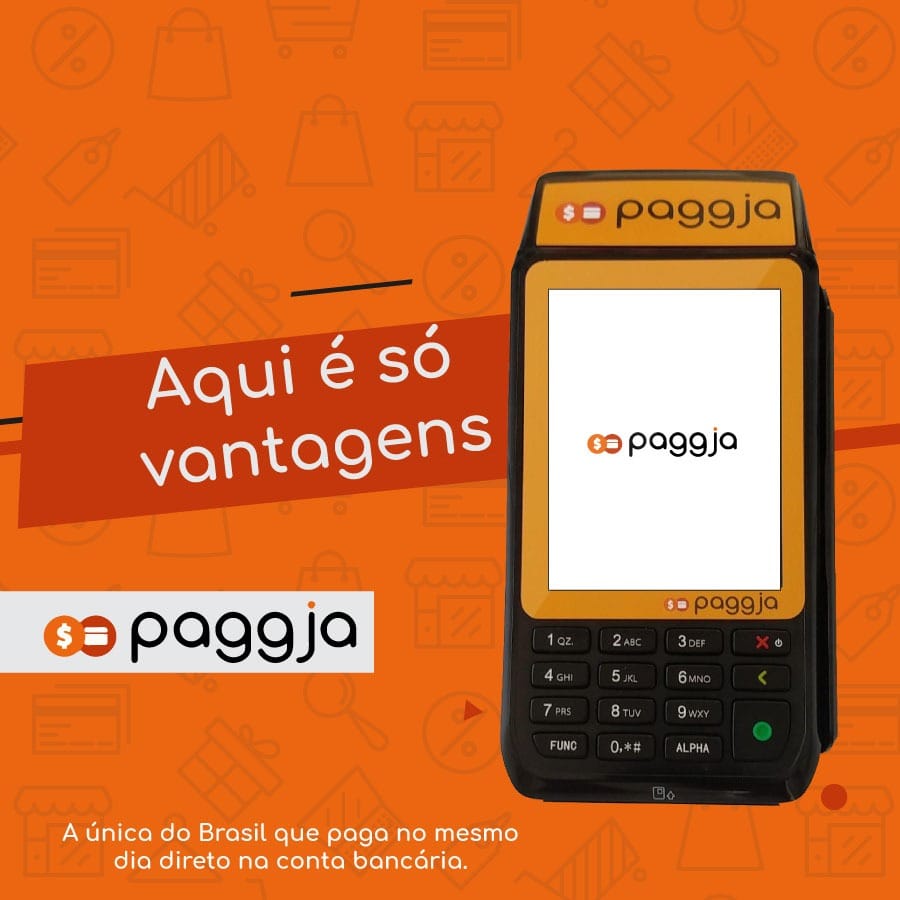 paggja
Aqui é só
vantagens
paggja
paggja
paggja
1 QZ. 2 ABC 3 DEF
4 GHI 5 JKL 6 MNO
7 PRS 8 TUV 9 WXY
FUNC 0,*# ALPHA
A única do Brasil que paga no mesmo
dia direto na conta bancária.